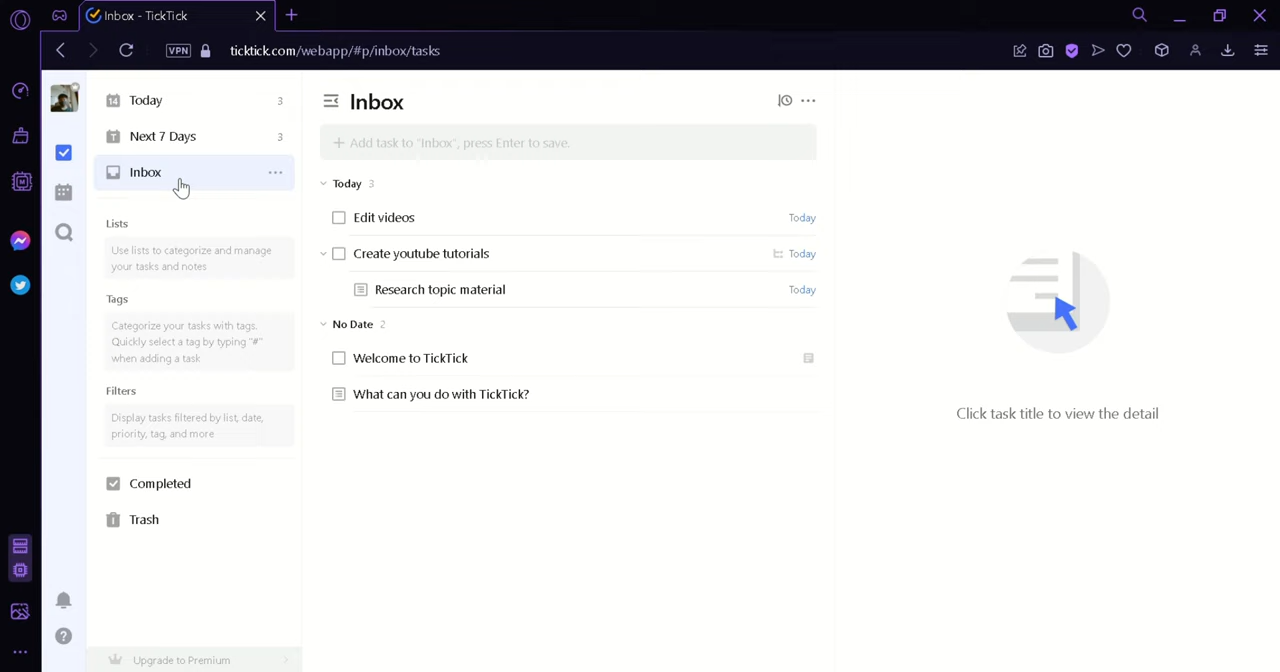 Inbox - TickTick
VPN
ticktick.com/webapp/#p/inbox/tasks
14
Today
3
T
Next 7 Days
3
Inbox
Lists
Use lists to categorize and manage
your tasks and notes
Tags
Categorize your tasks with tags.
Quickly select a tag by typing "#"
when adding a task
Filters
Display tasks filtered by list, date,
priority, tag, and more
Completed
Trash
Upgrade to Premium
Inbox
Add task to "Inbox", press Enter to save.
Today 3
Edit videos
Today
Create youtube tutorials
Today
Research topic material
Today
No Date 2
Welcome to TickTick
What can you do with TickTick?
Click task title to view the detail